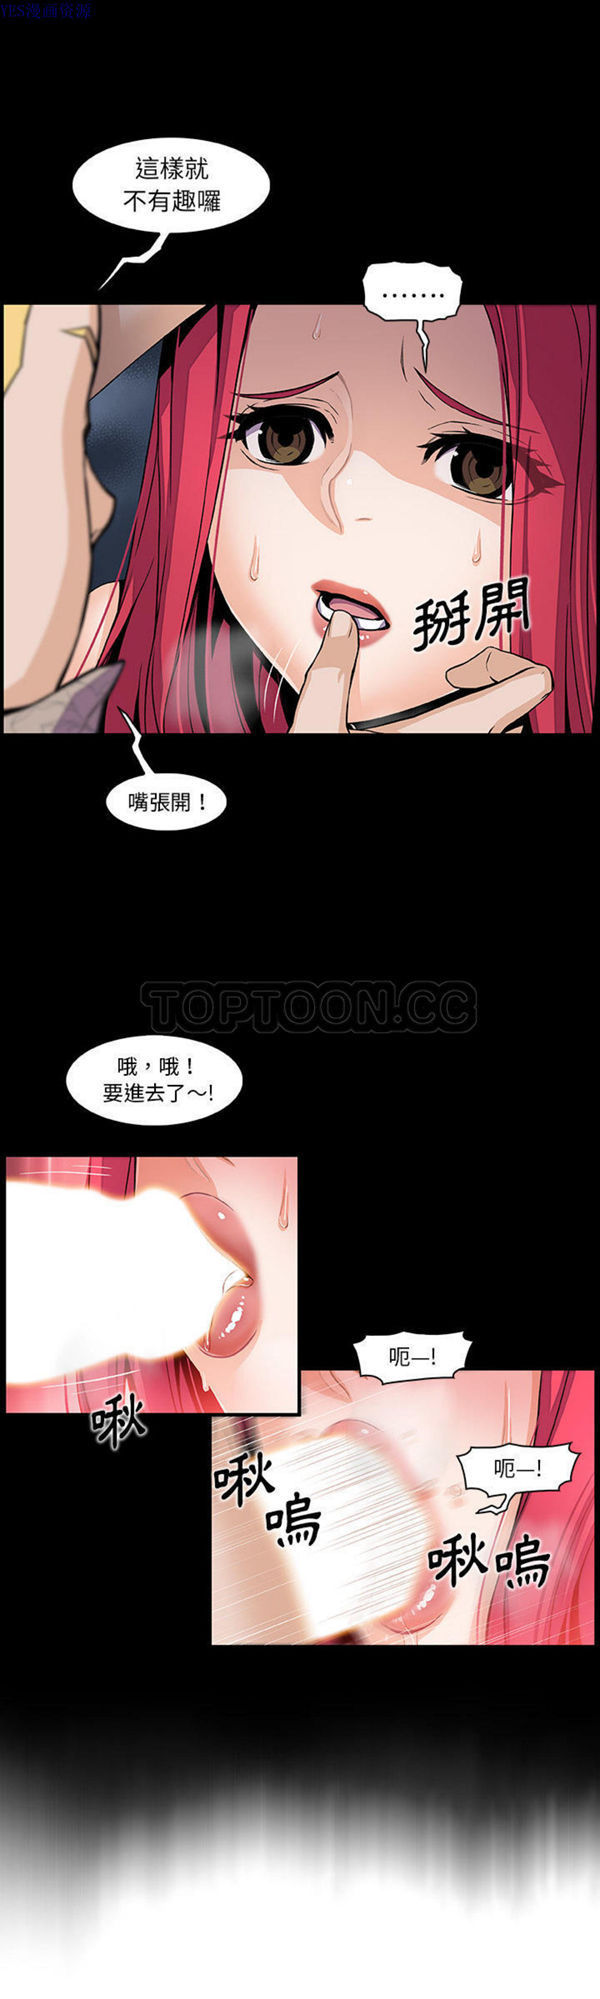 YES漫画资源
這樣就
不有趣囉
·······
掰開
嘴張開！
TOPTOON.CC
哦，哦！
要進去了～!
啾
呃—!
啾
嗚
呃—!
啾嗚